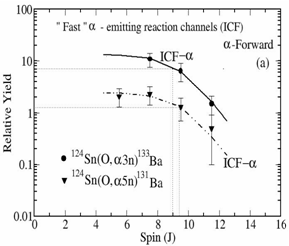 "Fast" α - emitting reaction channels (ICF)
α-Forward
(a)
ICF-α
ICF-α
¹²⁴Sn(O,α3n)¹³³Ba
¹²⁴Sn(O,α5n)¹³¹Ba
Relative Yield
100
10
1
0.1
0.01
0 2 4 6 8 10 12 14 16
Spin (J)